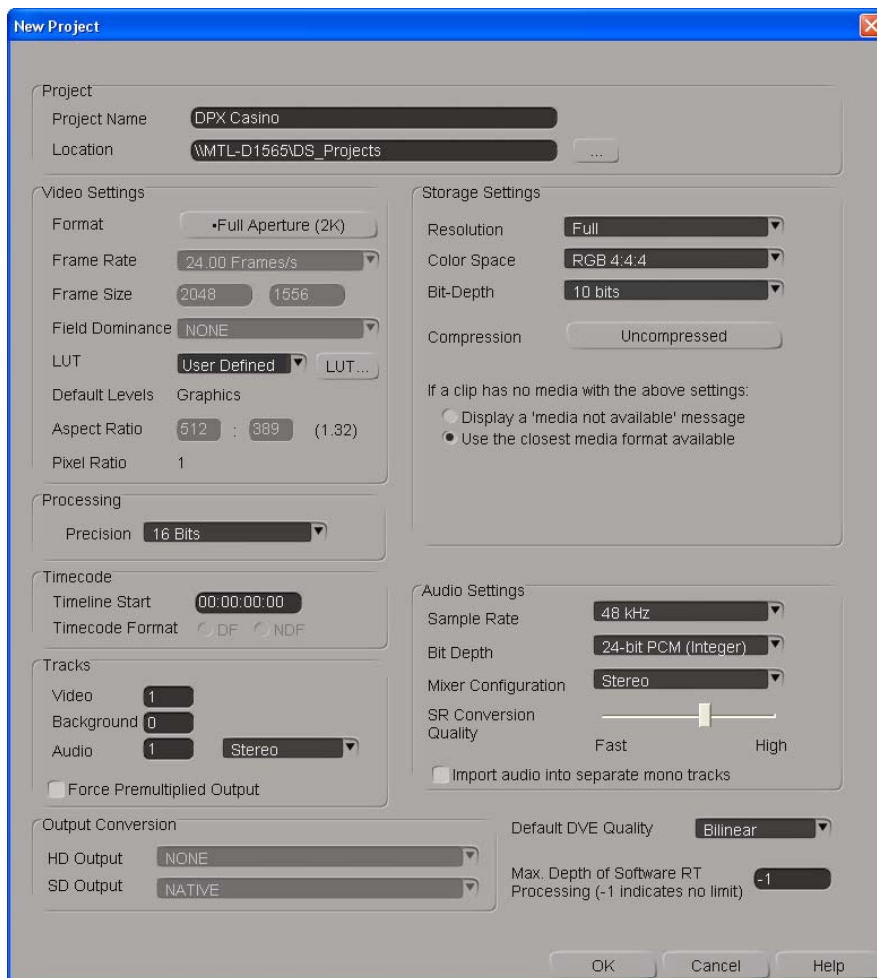 New Project
Project
Project Name DPX Casino
Location \\MTL-D1565\DS_Projects ...
Video Settings
Format •Full Aperture (2K)
Frame Rate 24.00 Frames/s
Frame Size 2048 1556
Field Dominance NONE
LUT User Defined LUT...
Default Levels Graphics
Aspect Ratio 512 : 389 (1.32)
Pixel Ratio 1
Storage Settings
Resolution Full
Color Space RGB 4:4:4
Bit-Depth 10 bits
Compression Uncompressed
If a clip has no media with the above settings:
Display a 'media not available' message
Use the closest media format available
Processing
Precision 16 Bits
Timecode
Timeline Start 00:00:00:00
Timecode Format DF NDF
Tracks
Video 1
Background 0
Audio 1 Stereo
Force Premultiplied Output
Audio Settings
Sample Rate 48 kHz
Bit Depth 24-bit PCM (Integer)
Mixer Configuration Stereo
SR Conversion
Quality
Fast High
Import audio into separate mono tracks
Output Conversion
HD Output NONE
SD Output NATIVE
Default DVE Quality Bilinear
Max. Depth of Software RT
Processing (-1 indicates no limit) -1
OK Cancel Help